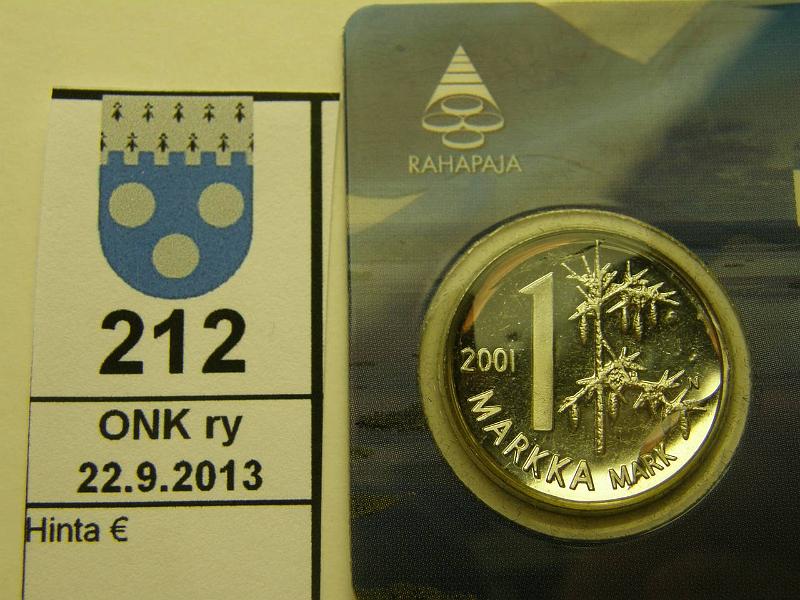 212
ONK ry
22.9.2013
Hinta €
RAHAPAJA
1
2001
MARKKA MARK
N